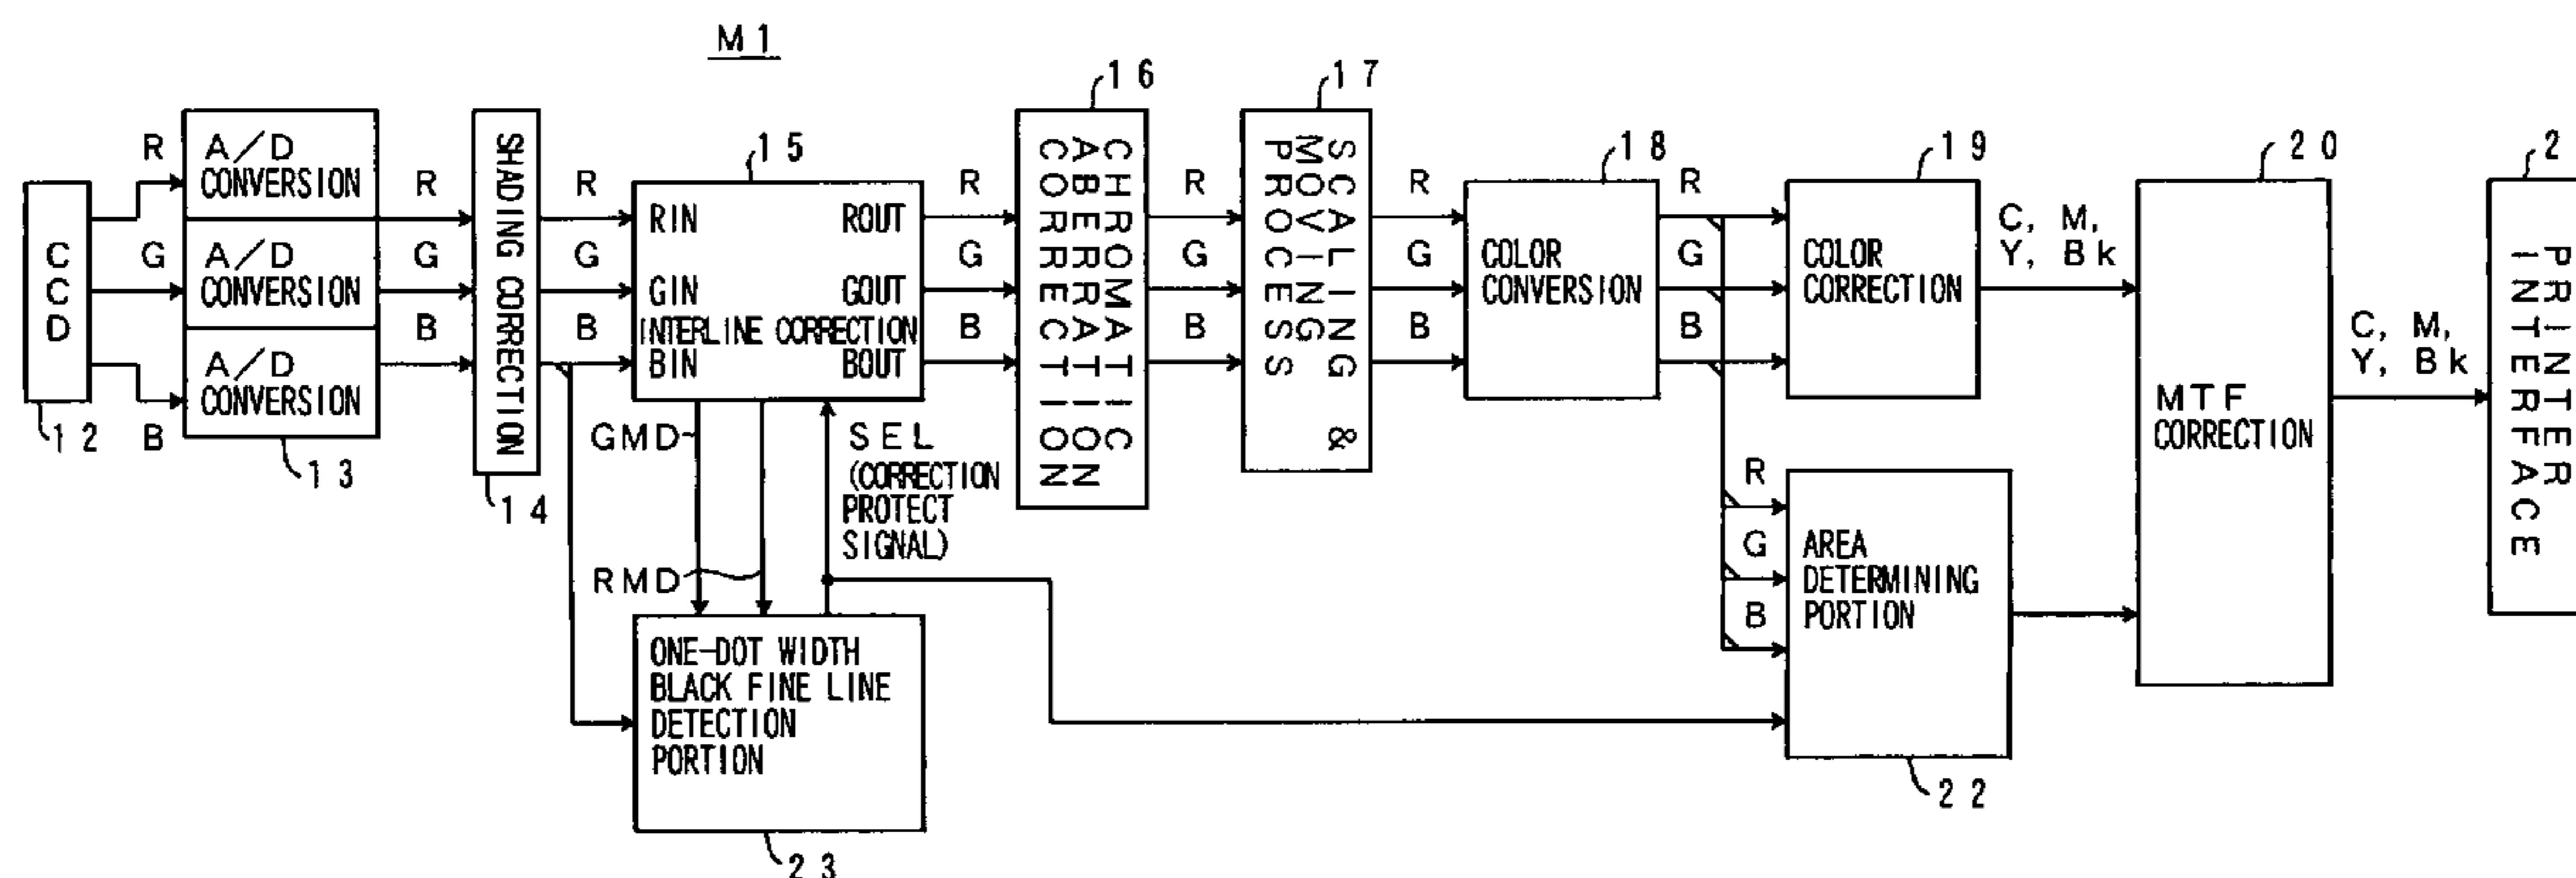 M1
CCD
12
R
G
B
A/D
CONVERSION
A/D
CONVERSION
A/D
CONVERSION
13
R
G
B
SHADING CORRECTION
14
R
G
B
15
RIN
ROUT
GIN
GOUT
INTERLINE CORRECTION
BIN
BOUT
GMD
RMD
SEL
(CORRECTION
PROTECT
SIGNAL)
ONE-DOT WIDTH
BLACK FINE LINE
DETECTION
PORTION
23
R
G
B
16
CHROMATIC
ABERRATION
CORRECTION
R
G
B
17
SCALING &
MOVING
PROCESS
R
G
B
18
COLOR
CONVERSION
R
G
B
19
COLOR
CORRECTION
R
G
B
AREA
DETERMINING
PORTION
22
C, M,
Y, Bk
20
MTF
CORRECTION
C, M,
Y, Bk
2
PRINTER
INTERFACE